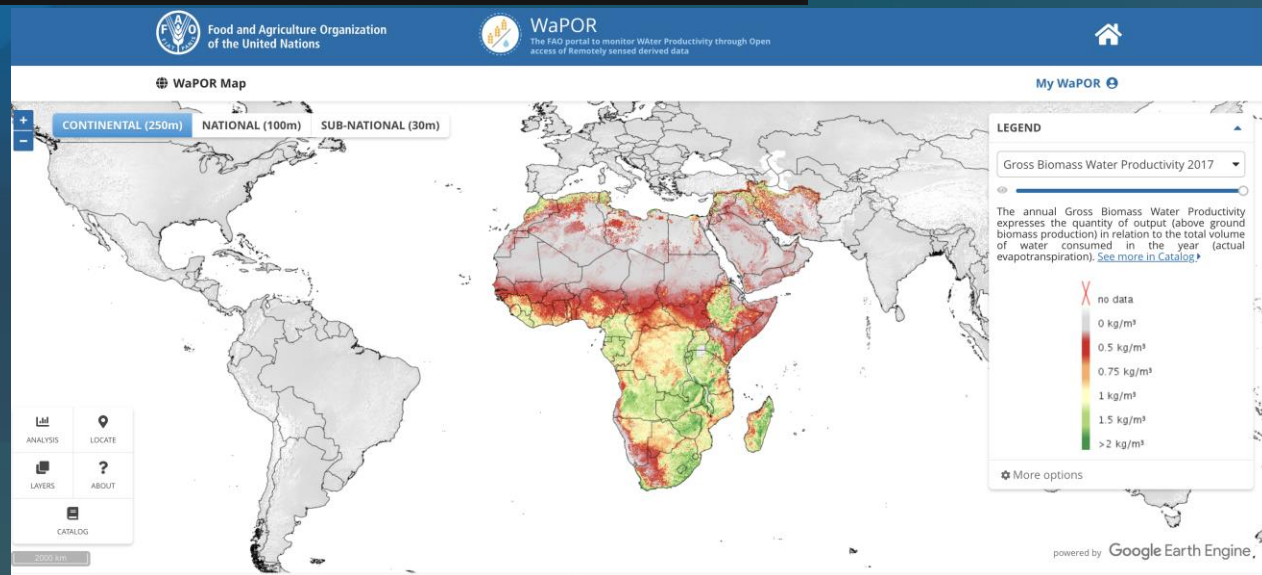 FAO
Food and Agriculture Organization
of the United Nations
WaPOR
The FAO portal to monitor WAter Productivity through Open
access of Remotely sensed derived data
WaPOR Map
My WaPOR
+
−
CONTINENTAL (250m)
NATIONAL (100m)
SUB-NATIONAL (30m)
LEGEND
Gross Biomass Water Productivity 2017
The annual Gross Biomass Water Productivity
expresses the quantity of output (above ground
biomass production) in relation to the total volume
of water consumed in the year (actual
evapotranspiration). See more in Catalog
no data
0 kg/m³
0.5 kg/m³
0.75 kg/m³
1 kg/m³
1.5 kg/m³
>2 kg/m³
More options
ANALYSIS
LOCATE
LAYERS
? 
ABOUT
CATALOG
2000 km
powered by Google Earth Engine